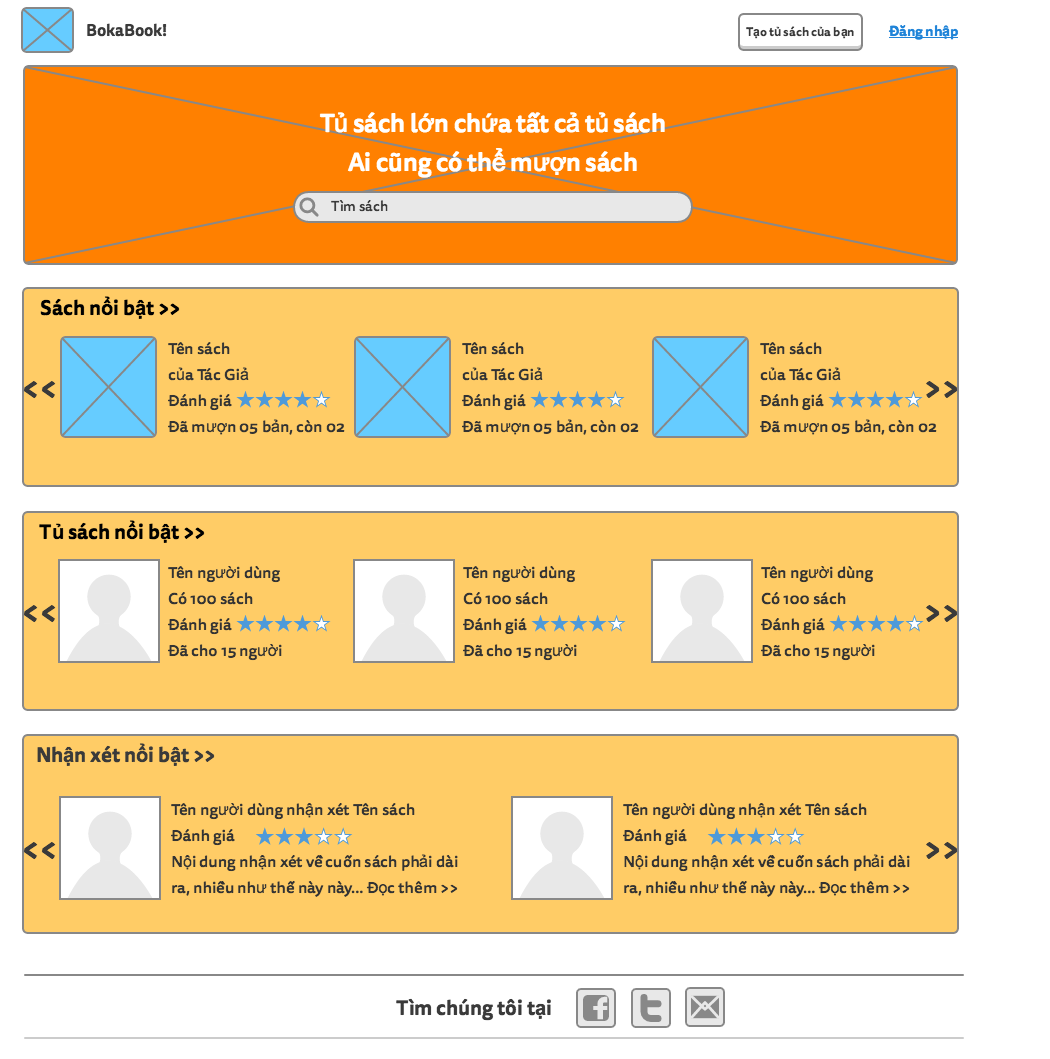 BokaBook!
Tạo tủ sách của bạn
Đăng nhập
Tủ sách lớn chứa tất cả tủ sách
Ai cũng có thể mượn sách
Tìm sách
Sách nổi bật >>
<<
Tên sách
của Tác Giả
Đánh giá
Đã mượn 05 bản, còn 02
Tên sách
của Tác Giả
Đánh giá
Đã mượn 05 bản, còn 02
Tên sách
của Tác Giả
Đánh giá
Đã mượn 05 bản, còn 02
>>
Tủ sách nổi bật >>
<<
Tên người dùng
Có 100 sách
Đánh giá
Đã cho 15 người
Tên người dùng
Có 100 sách
Đánh giá
Đã cho 15 người
Tên người dùng
Có 100 sách
Đánh giá
Đã cho 15 người
>>
Nhận xét nổi bật >>
<<
Tên người dùng nhận xét Tên sách
Đánh giá
Nội dung nhận xét về cuốn sách phải dài
ra, nhiều như thế này này... Đọc thêm >>
Tên người dùng nhận xét Tên sách
Đánh giá
Nội dung nhận xét về cuốn sách phải dài
ra, nhiều như thế này này... Đọc thêm >>
>>
Tìm chúng tôi tại